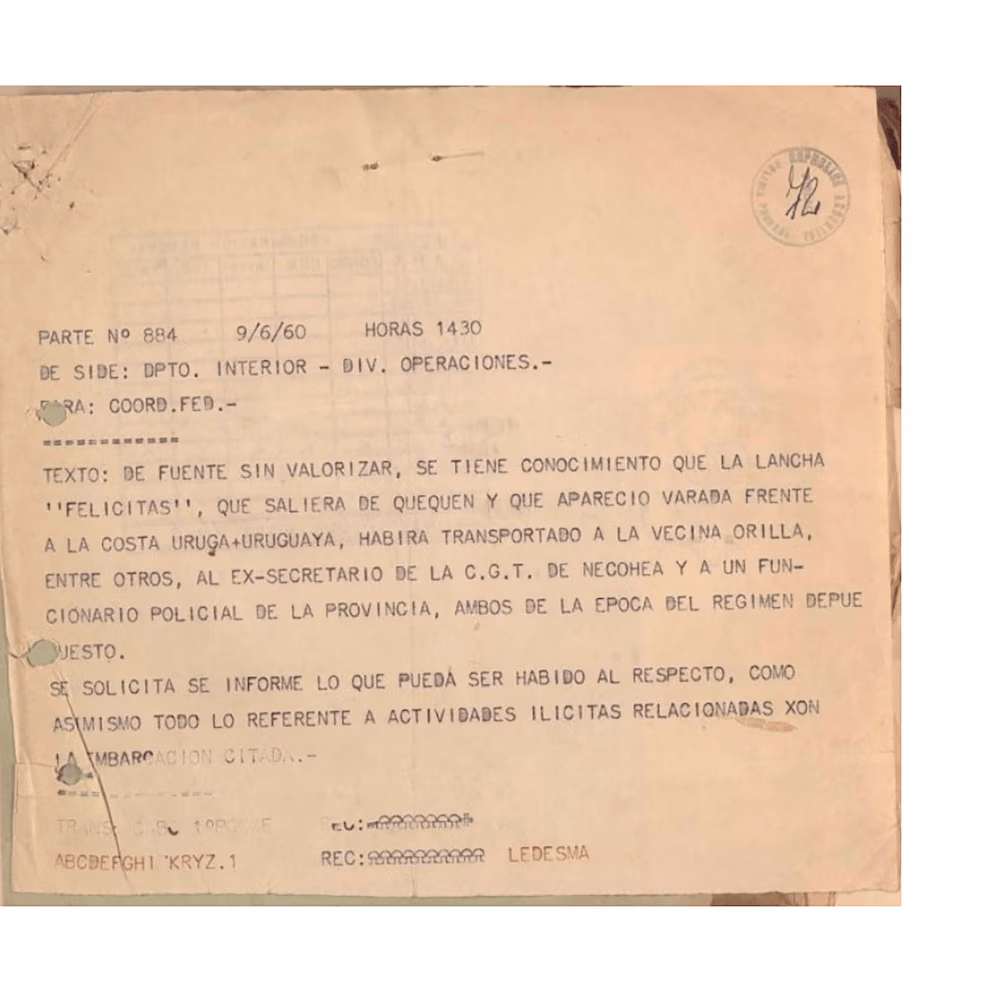 72
PARTE Nº 884 9/6/60 HORAS 1430
DE SIDE: DPTO. INTERIOR - DIV. OPERACIONES.-
PARA: COORD.FED.-
============
TEXTO: DE FUENTE SIN VALORIZAR, SE TIENE CONOCIMIENTO QUE LA LANCHA
''FELICITAS'', QUE SALIERA DE QUEQUEN Y QUE APARECIO VARADA FRENTE
A LA COSTA URUGA+URUGUAYA, HABIRA TRANSPORTADO A LA VECINA ORILLA,
ENTRE OTROS, AL EX-SECRETARIO DE LA C.G.T. DE NECOHEA Y A UN FUN-
CIONARIO POLICIAL DE LA PROVINCIA, AMBOS DE LA EPOCA DEL REGIMEN DEPUE
UESTO.
SE SOLICITA SE INFORME LO QUE PUEDA SER HABIDO AL RESPECTO, COMO
ASIMISMO TODO LO REFERENTE A ACTIVIDADES ILICITAS RELACIONADAS XON
LA EMBARCACION CITADA.-
TRANS: CABO 1º
ABCDEFGHI KRYZ.1 REC: LEDESMA